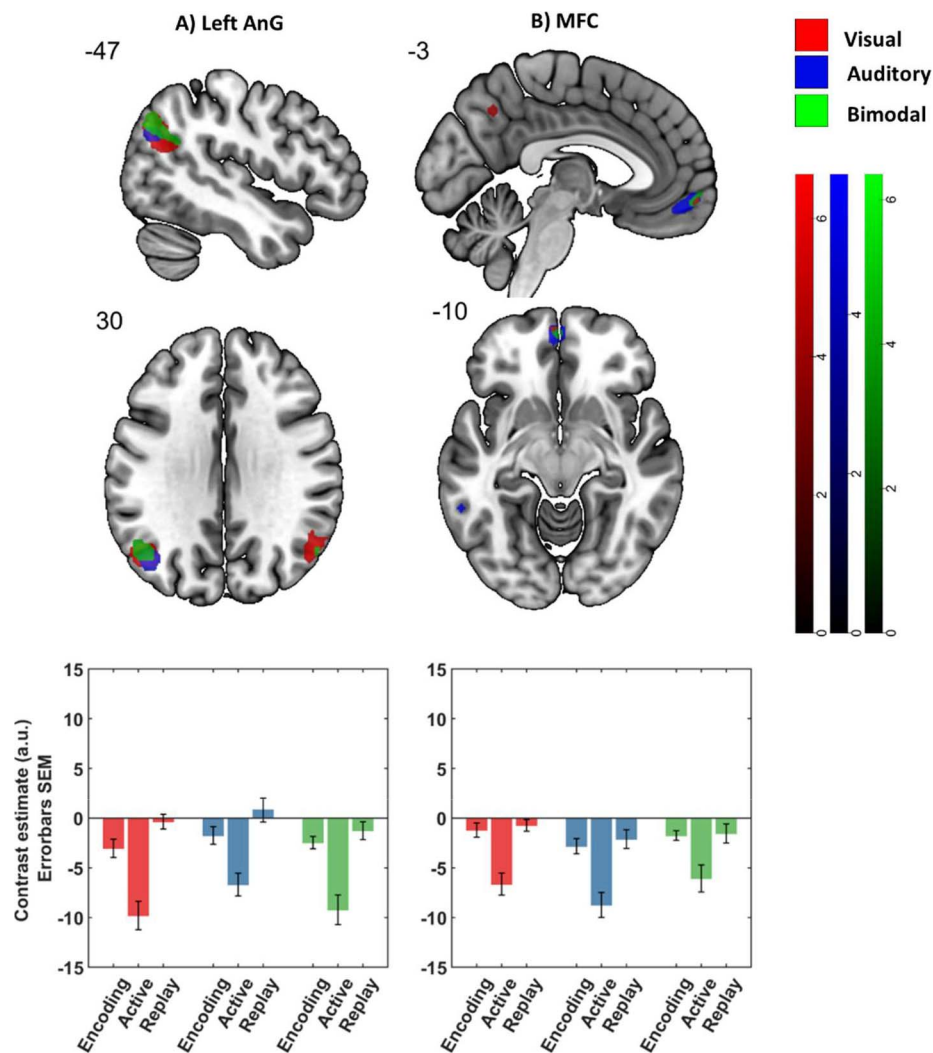 A) Left AnG
B) MFC
-47
-3
Visual
Auditory
Bimodal
30
-10
6
4
2
0
4
2
0
6
4
2
0
15
10
5
0
-5
-10
-15
Contrast estimate (a.u.)
Errorbars SEM
Encoding
Active
Replay
Encoding
Active
Replay
Encoding
Active
Replay
15
10
5
0
-5
-10
-15
Encoding
Active
Replay
Encoding
Active
Replay
Encoding
Active
Replay